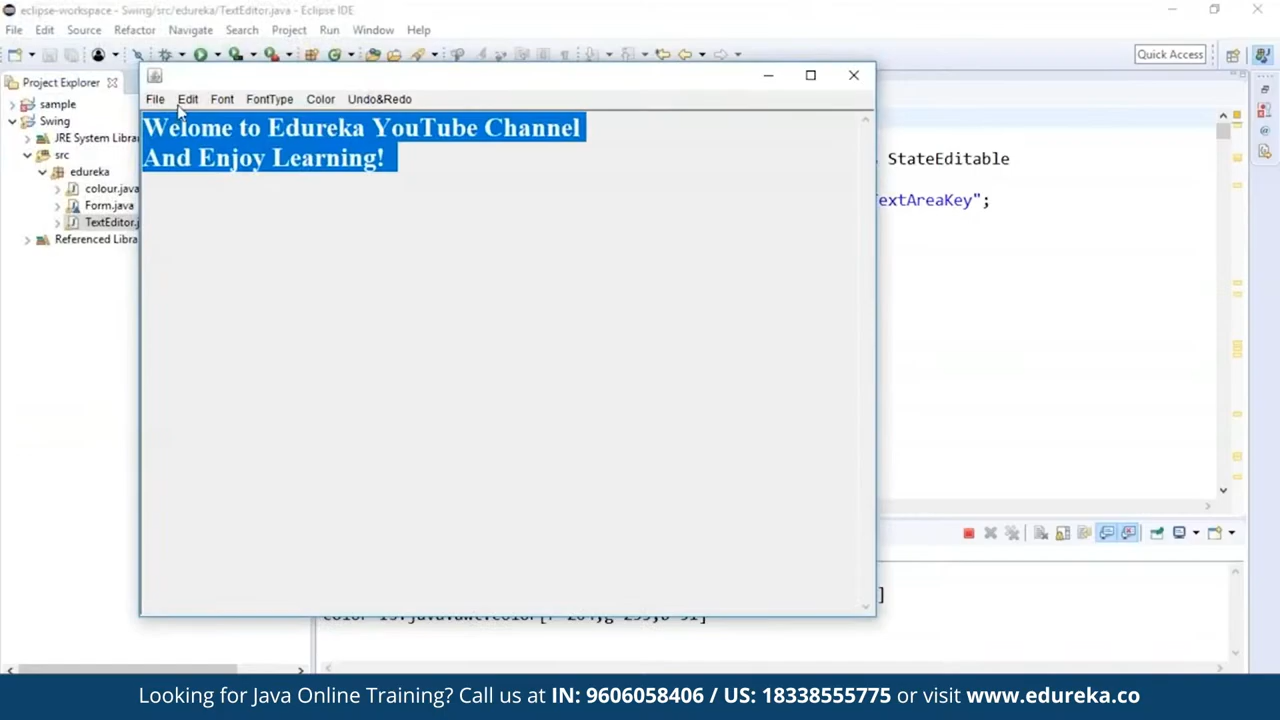 eclipse-workspace - Swing/src/edureka/TextEditor.java - Eclipse IDE
File Edit Source Refactor Navigate Search Project Run Window Help
Quick Access
Project Explorer
sample
Swing
JRE System Libra
src
edureka
colour.java
Form.java
TextEditor.j
Referenced Libra
File Edit Font FontType Color Undo&Redo
Welome to Edureka YouTube Channel
And Enjoy Learning!
StateEditable
TextAreaKey";
]
Looking for Java Online Training? Call us at IN: 9606058406 / US: 18338555775 or visit www.edureka.co